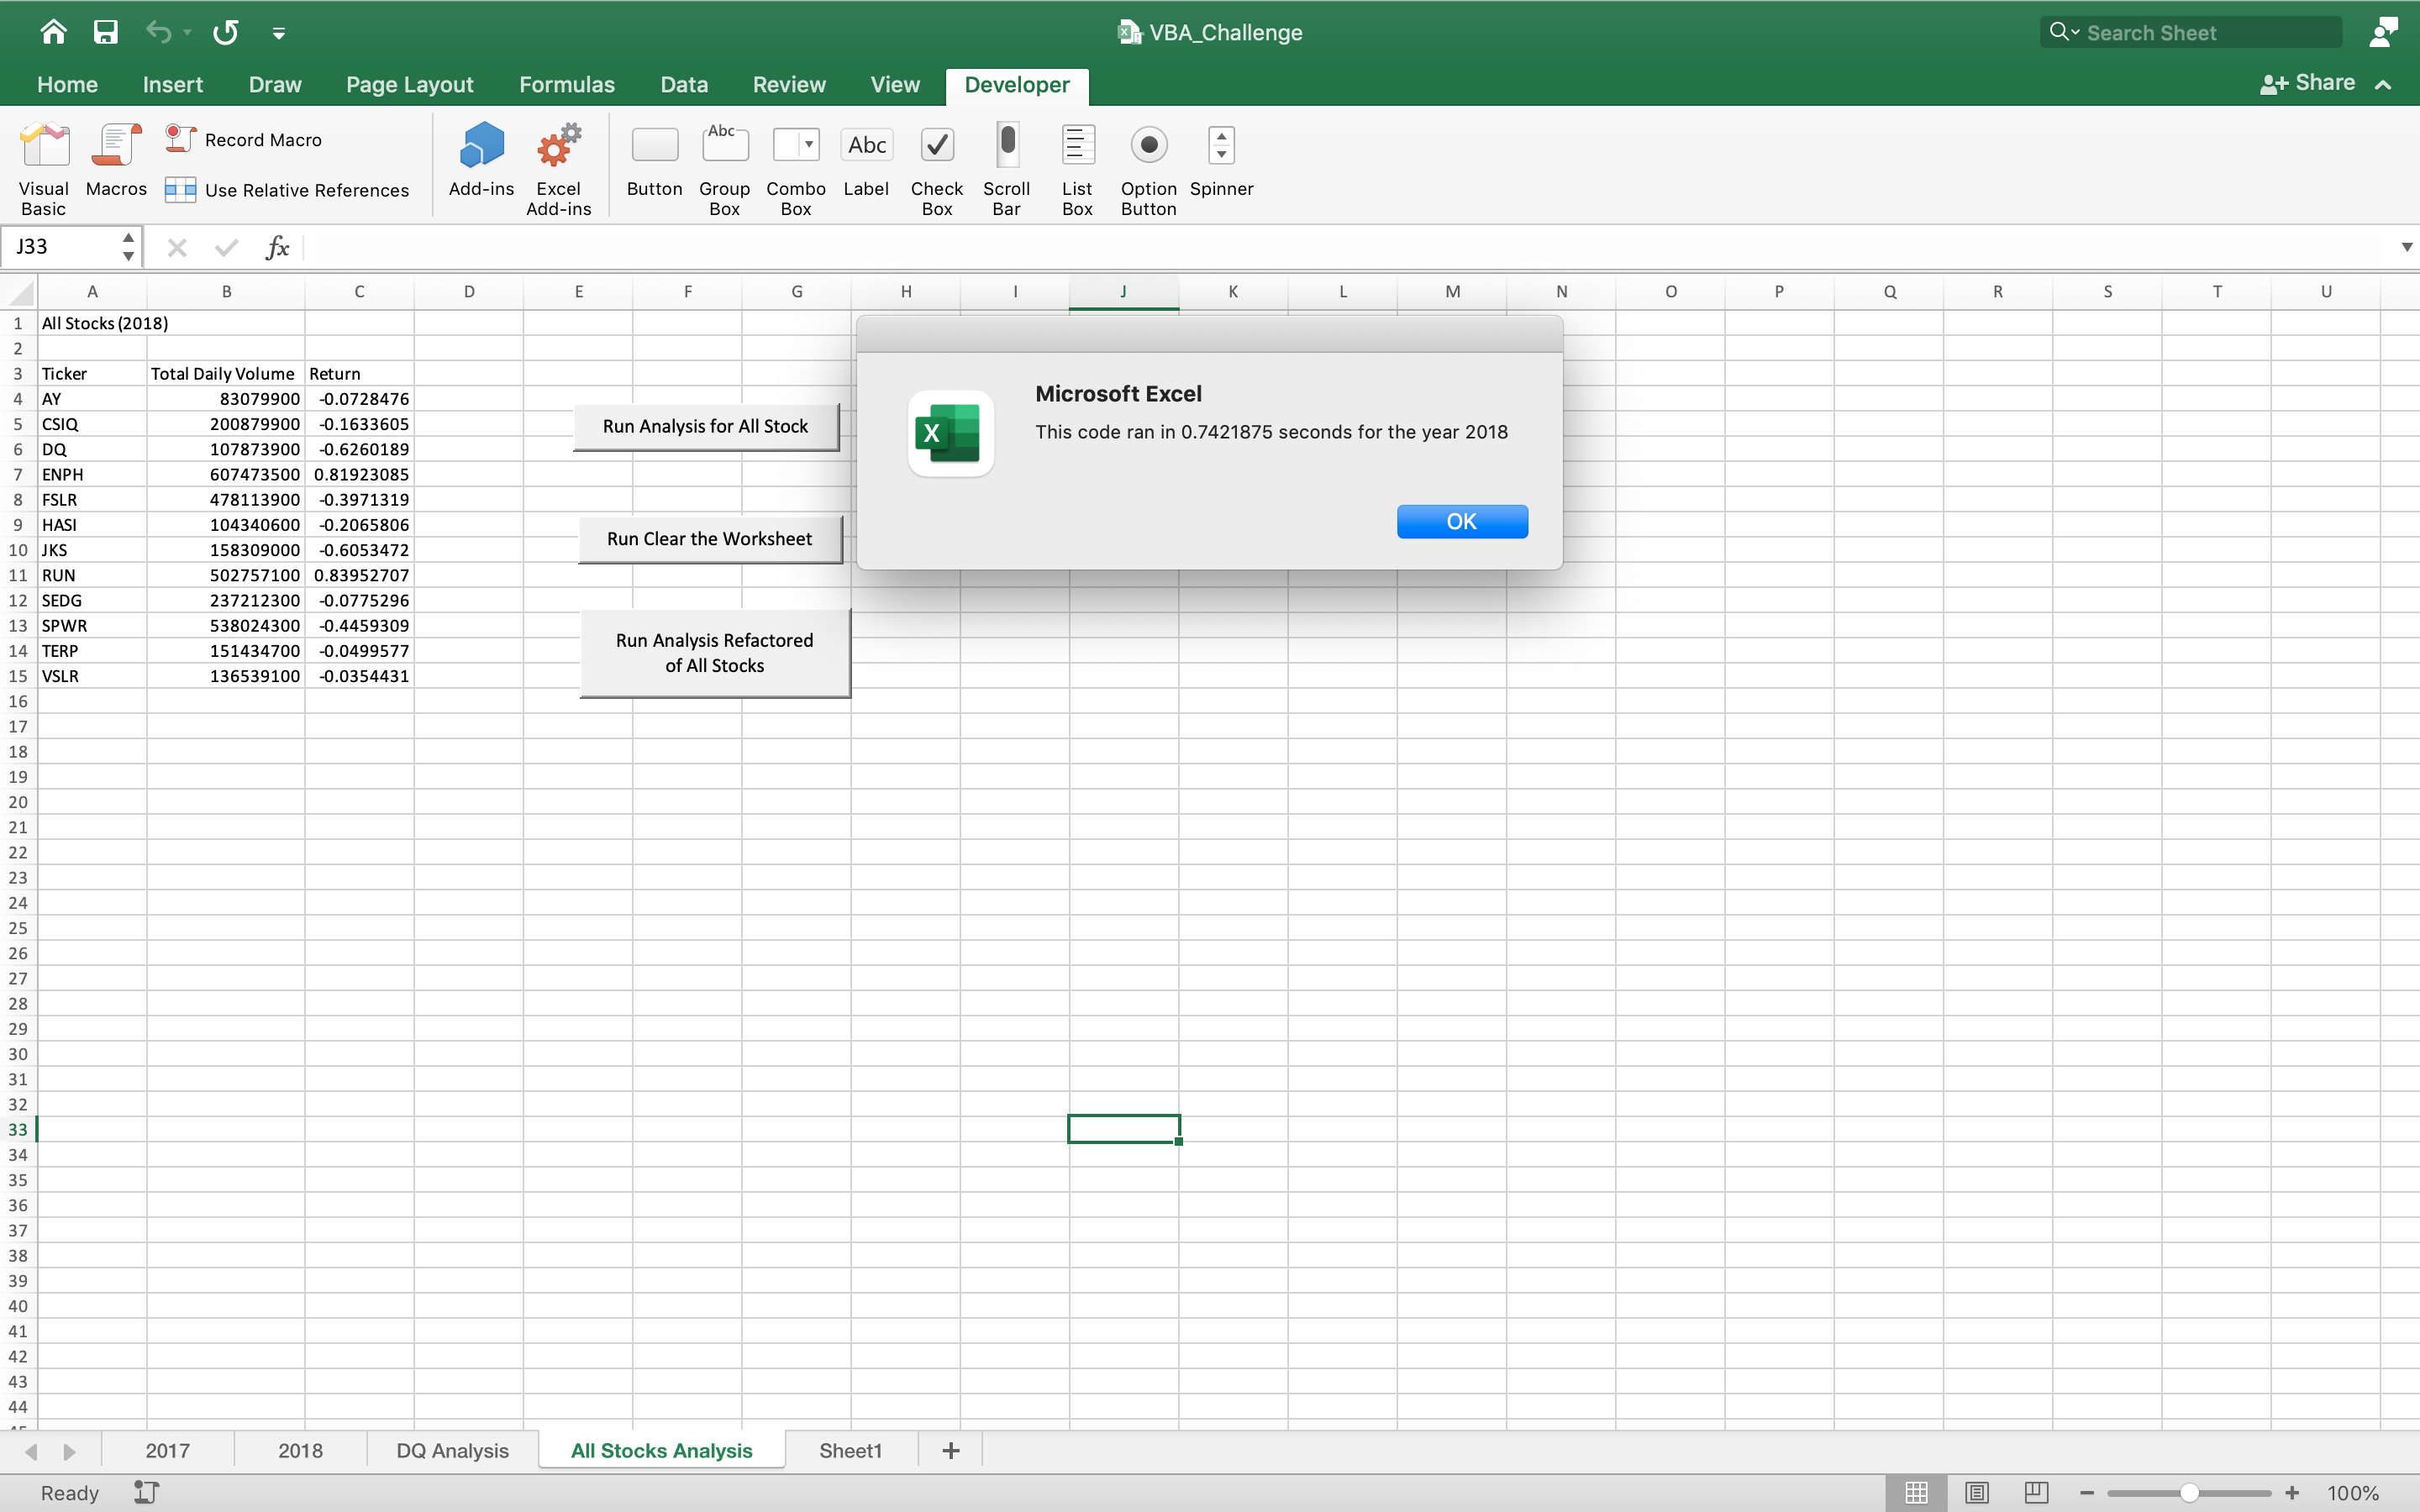 VBA_Challenge
Search Sheet
Home Insert Draw Page Layout Formulas Data Review View Developer
Share
Record Macro
Use Relative References
Visual Basic
Macros
Add-ins
Excel Add-ins
Button
Abc
Group Box
Combo Box
Abc
Label
Check Box
Scroll Bar
List Box
Option Button
Spinner
J33
fx
A B C D E F G H I J K L M N O P Q R S T U
1 All Stocks (2018)
2
3 Ticker Total Daily Volume Return
4 AY 83079900 -0.0728476
5 CSIQ 200879900 -0.1633605
6 DQ 107873900 -0.6260189
7 ENPH 607473500 0.81923085
8 FSLR 478113900 -0.3971319
9 HASI 104340600 -0.2065806
10 JKS 158309000 -0.6053472
11 RUN 502757100 0.83952707
12 SEDG 237212300 -0.0775296
13 SPWR 538024300 -0.4459309
14 TERP 151434700 -0.0499577
15 VSLR 136539100 -0.0354431
16
17
18
19
20
21
22
23
24
25
26
27
28
29
30
31
32
33
34
35
36
37
38
39
40
41
42
43
44
Run Analysis for All Stock
Run Clear the Worksheet
Run Analysis Refactored
of All Stocks
Microsoft Excel
This code ran in 0.7421875 seconds for the year 2018
X
OK
2017 2018 DQ Analysis All Stocks Analysis Sheet1 +
Ready
100%